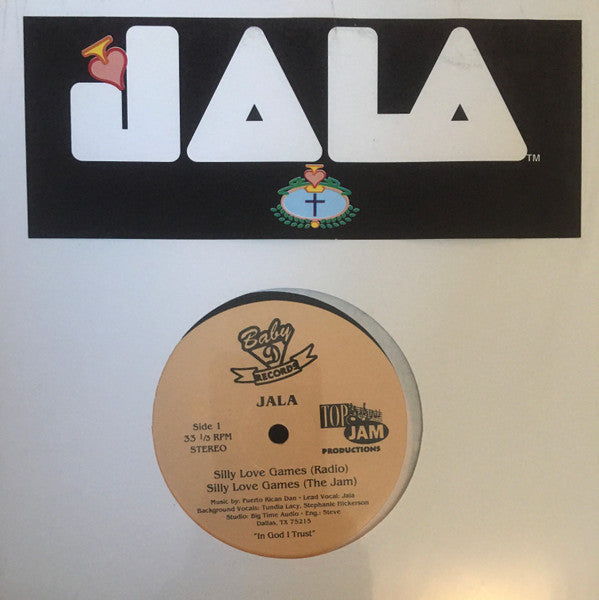 JALA
TM
Baby
D
RECORDS
JALA
Side 1
33 1/3 RPM
STEREO
TOP
JAM
PRODUCTIONS
Silly Love Games (Radio)
Silly Love Games (The Jam)
Music by: Puerto Rican Dan - Lead Vocal: Jala
Background Vocals: Tundia Lacy, Stephanie Hickerson
Studio: Big Time Audio - Eng.: Steve
Dallas, TX 75215
"In God I Trust"